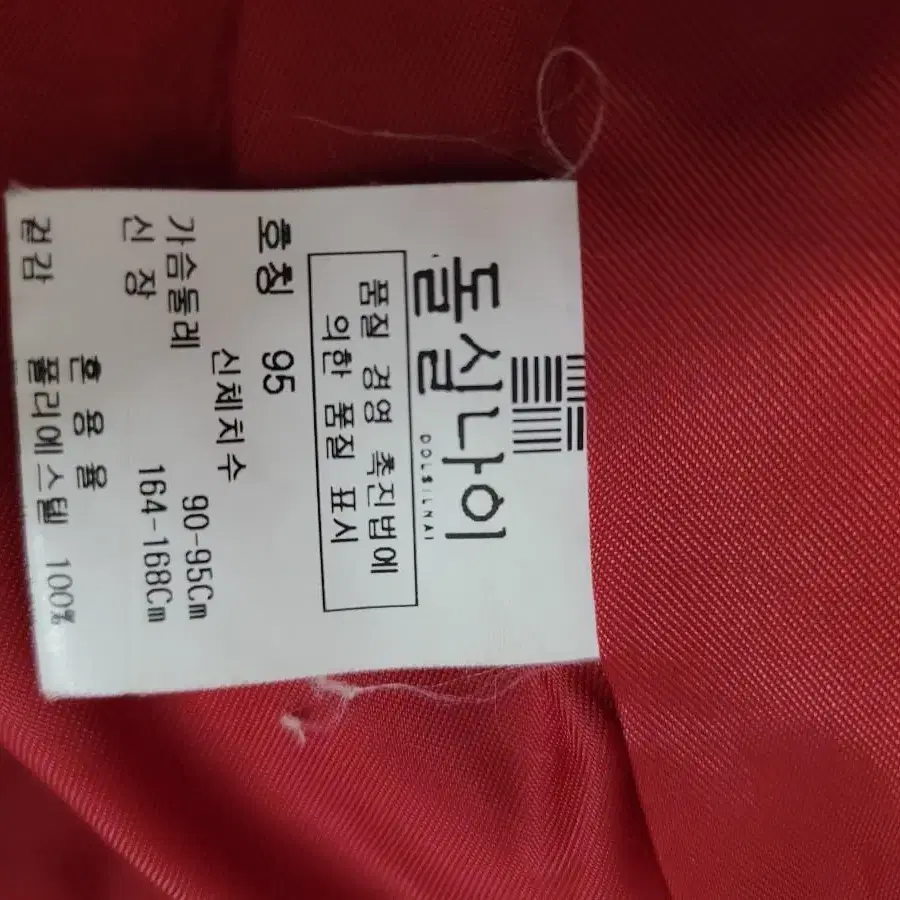 돌실나이
DOLSILNAI
품질 경영 촉진법에
의한 품질 표시
호칭 95
신체치수
가슴둘레 90-95Cm
신 장 164-168Cm
혼 용 율
겉감 폴리에스텔 100%